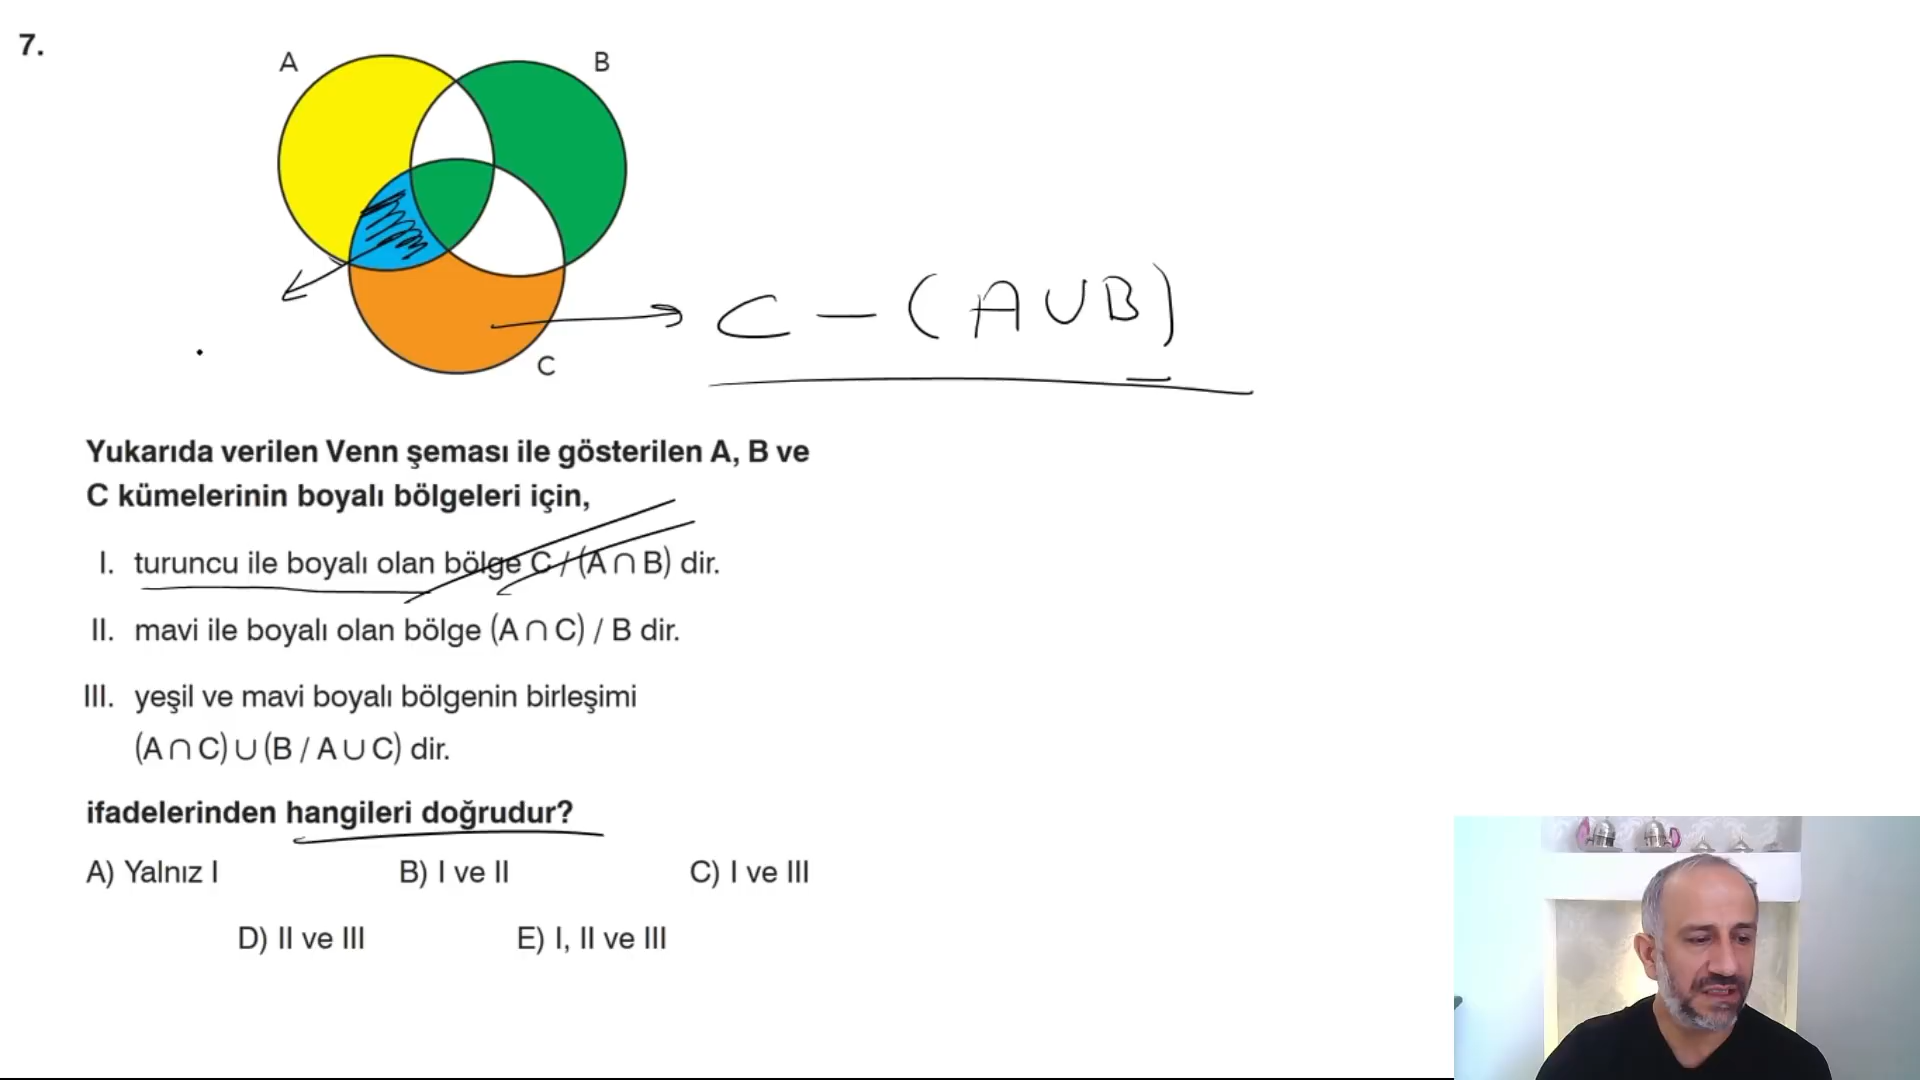 7.
A
B
C
C – (A∪B)
Yukarıda verilen Venn şeması ile gösterilen A, B ve
C kümelerinin boyalı bölgeleri için,
I. turuncu ile boyalı olan bölge C / (A ∩ B) dir.
II. mavi ile boyalı olan bölge (A ∩ C) / B dir.
III. yeşil ve mavi boyalı bölgenin birleşimi
(A ∩ C) ∪ (B / A ∪ C) dir.
ifadelerinden hangileri doğrudur?
A) Yalnız I B) I ve II C) I ve III
D) II ve III E) I, II ve III